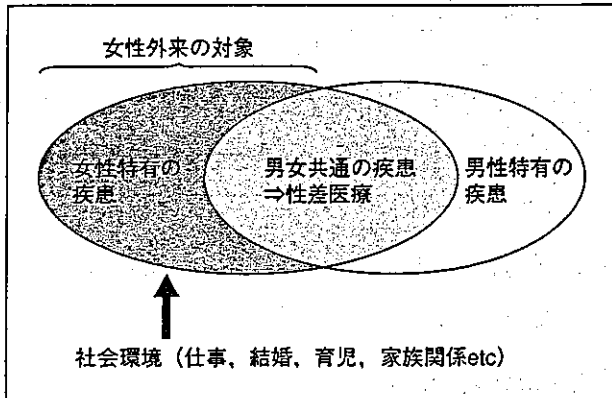 女性外来の対象
女性特有の
疾患
男女共通の疾患
⇒性差医療
男性特有の
疾患
社会環境（仕事，結婚，育児，家族関係etc）